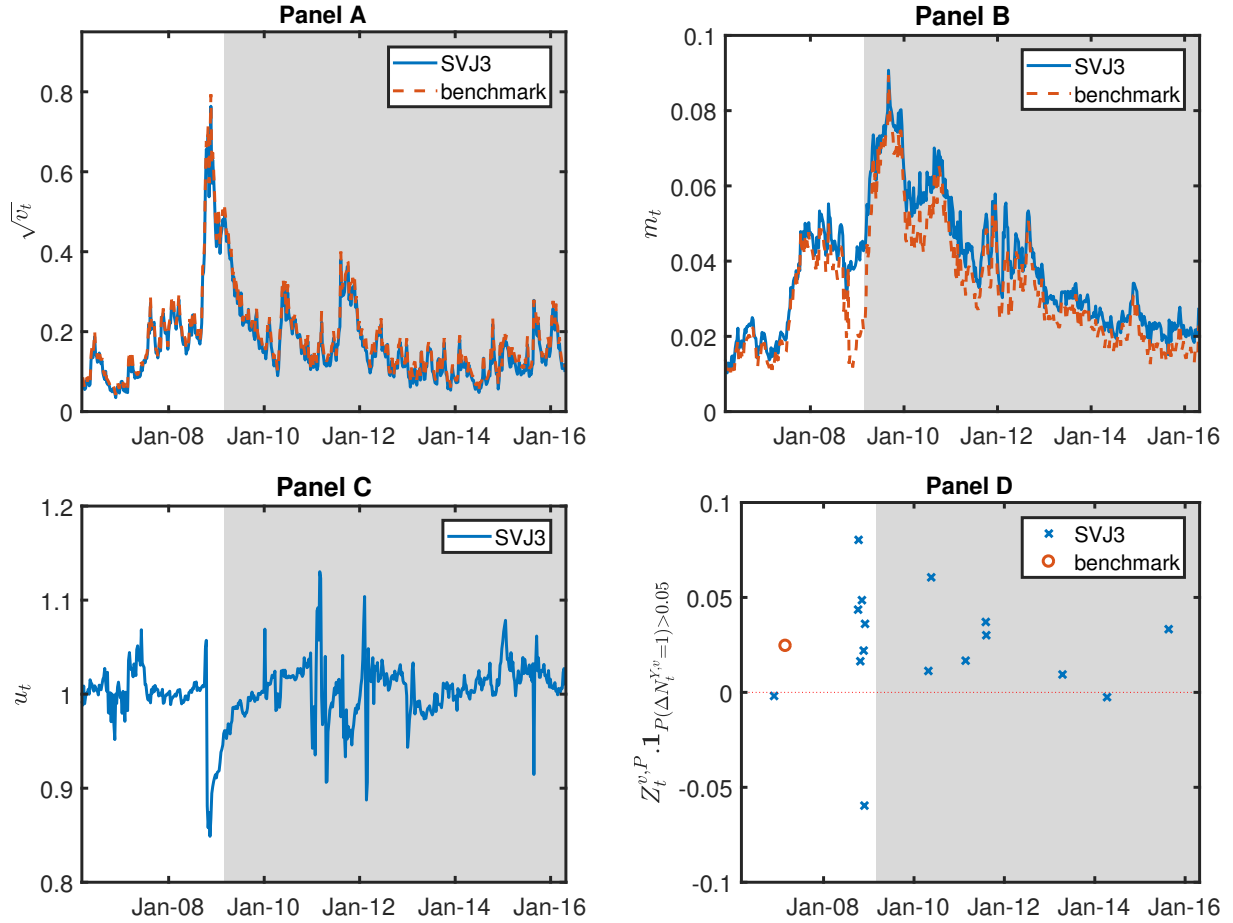 Panel A
SVJ3
benchmark
0.8
0.6
0.4
0.2
0
√v_t
Jan-08 Jan-10 Jan-12 Jan-14 Jan-16
Panel B
SVJ3
benchmark
0.1
0.08
0.06
0.04
0.02
0
m_t
Jan-08 Jan-10 Jan-12 Jan-14 Jan-16
Panel C
SVJ3
1.2
1.1
1
0.9
0.8
u_t
Jan-08 Jan-10 Jan-12 Jan-14 Jan-16
Panel D
SVJ3
benchmark
0.1
0.05
0
-0.05
-0.1
Z_t^{v,P}.1_{P(ΔN_t^{Y,v}=1)>0.05}
Jan-08 Jan-10 Jan-12 Jan-14 Jan-16